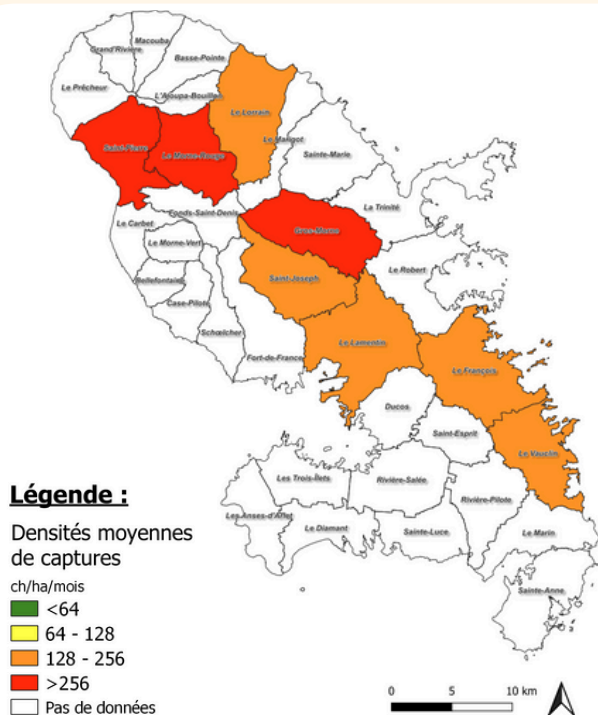 Macouba
Grand'Rivière
Basse-Pointe
Le Prêcheur
L'Ajoupa-Bouillon
Le Lorrain
Le Marigot
Saint-Pierre
Le Morne-Rouge
Sainte-Marie
La Trinité
Fonds-Saint-Denis
Le Carbet
Gros-Morne
Le Morne-Vert
Le Robert
Bellefontaine
Saint-Joseph
Case-Pilote
Schœlcher
Le Lamentin
Fort-de-France
Le François
Ducos
Saint-Esprit
Le Vauclin
Les Trois-Îlets
Rivière-Salée
Rivière-Pilote
Les Anses-d'Arlet
Le Diamant
Sainte-Luce
Le Marin
Sainte-Anne
Légende :
Densités moyennes
de captures
ch/ha/mois
<64
64 - 128
128 - 256
>256
Pas de données
0 5 10 km